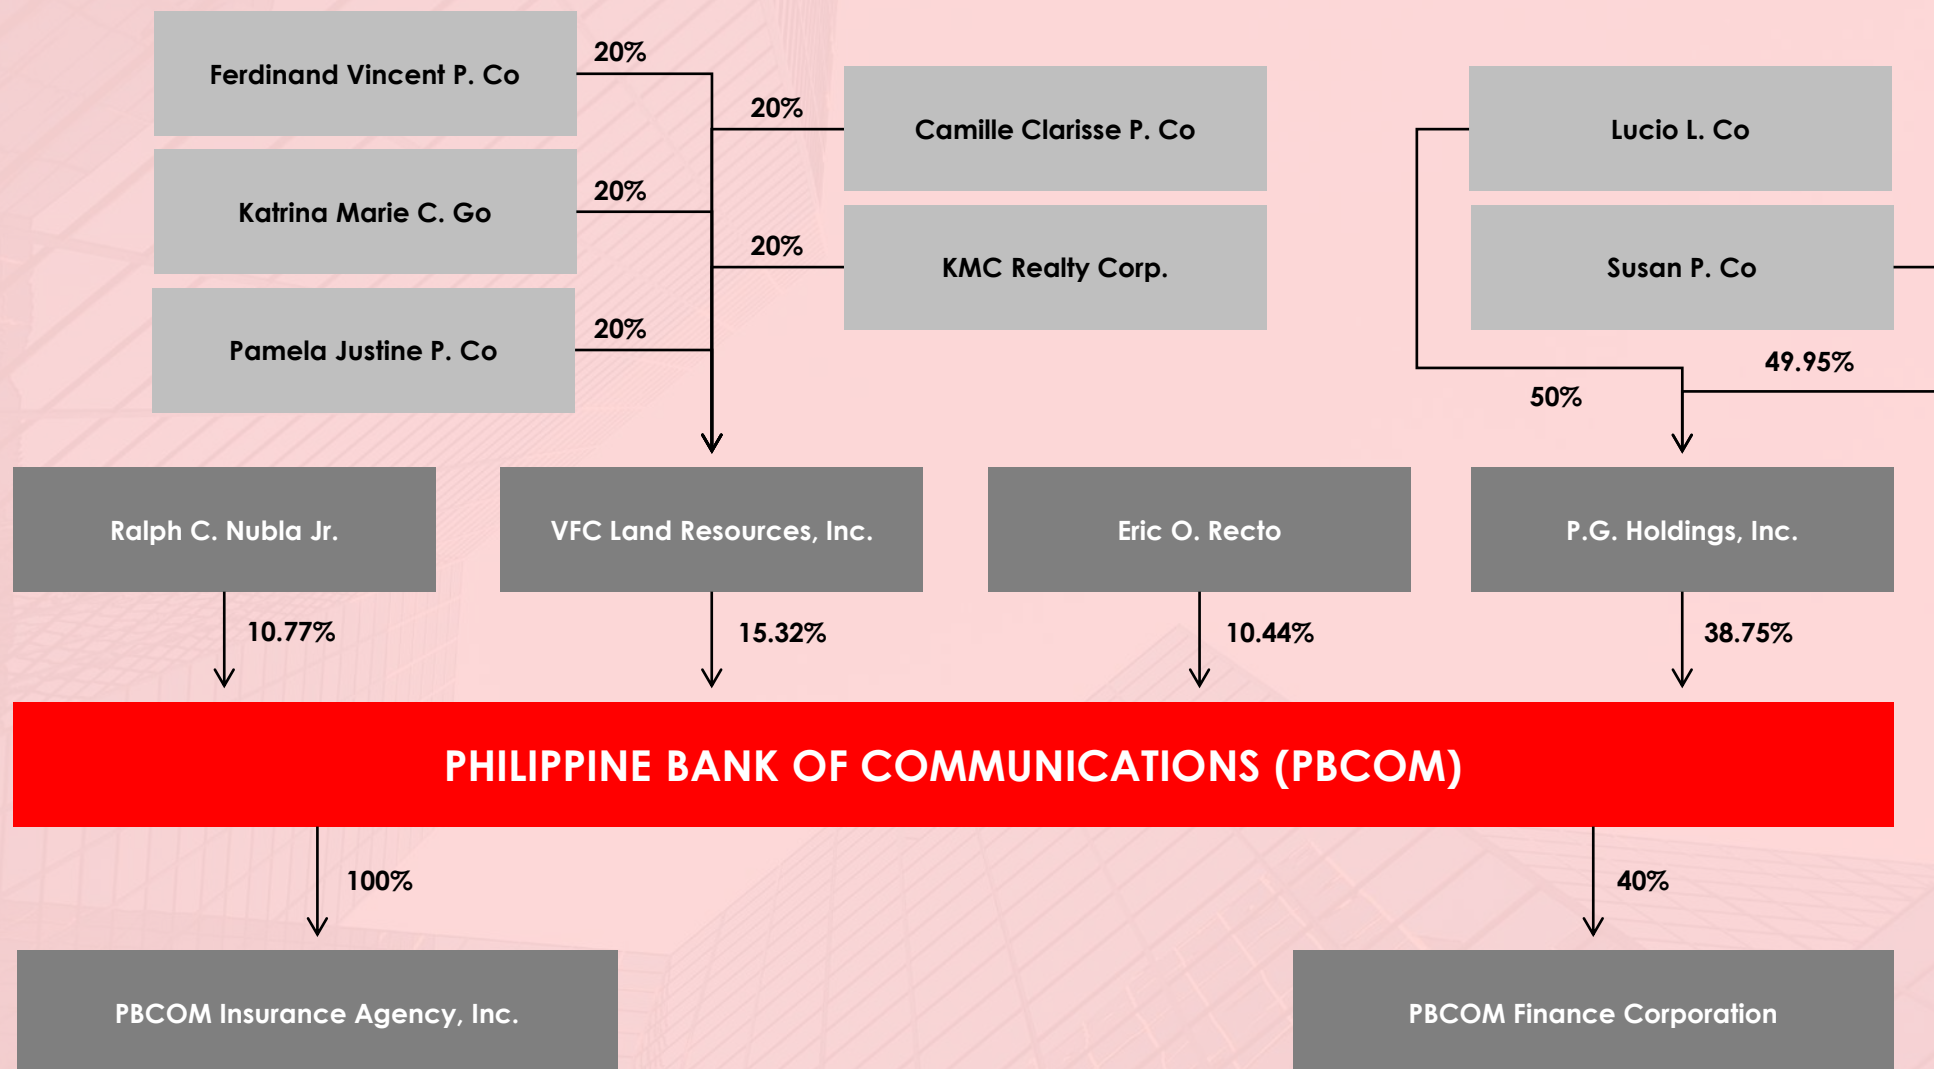 20%
Ferdinand Vincent P. Co
20%
Camille Clarisse P. Co
Lucio L. Co
20%
Katrina Marie C. Go
20%
KMC Realty Corp.
Susan P. Co
20%
Pamela Justine P. Co
49.95%
50%
Ralph C. Nubla Jr.
VFC Land Resources, Inc.
Eric O. Recto
P.G. Holdings, Inc.
10.77%
15.32%
10.44%
38.75%
PHILIPPINE BANK OF COMMUNICATIONS (PBCOM)
100%
40%
PBCOM Insurance Agency, Inc.
PBCOM Finance Corporation